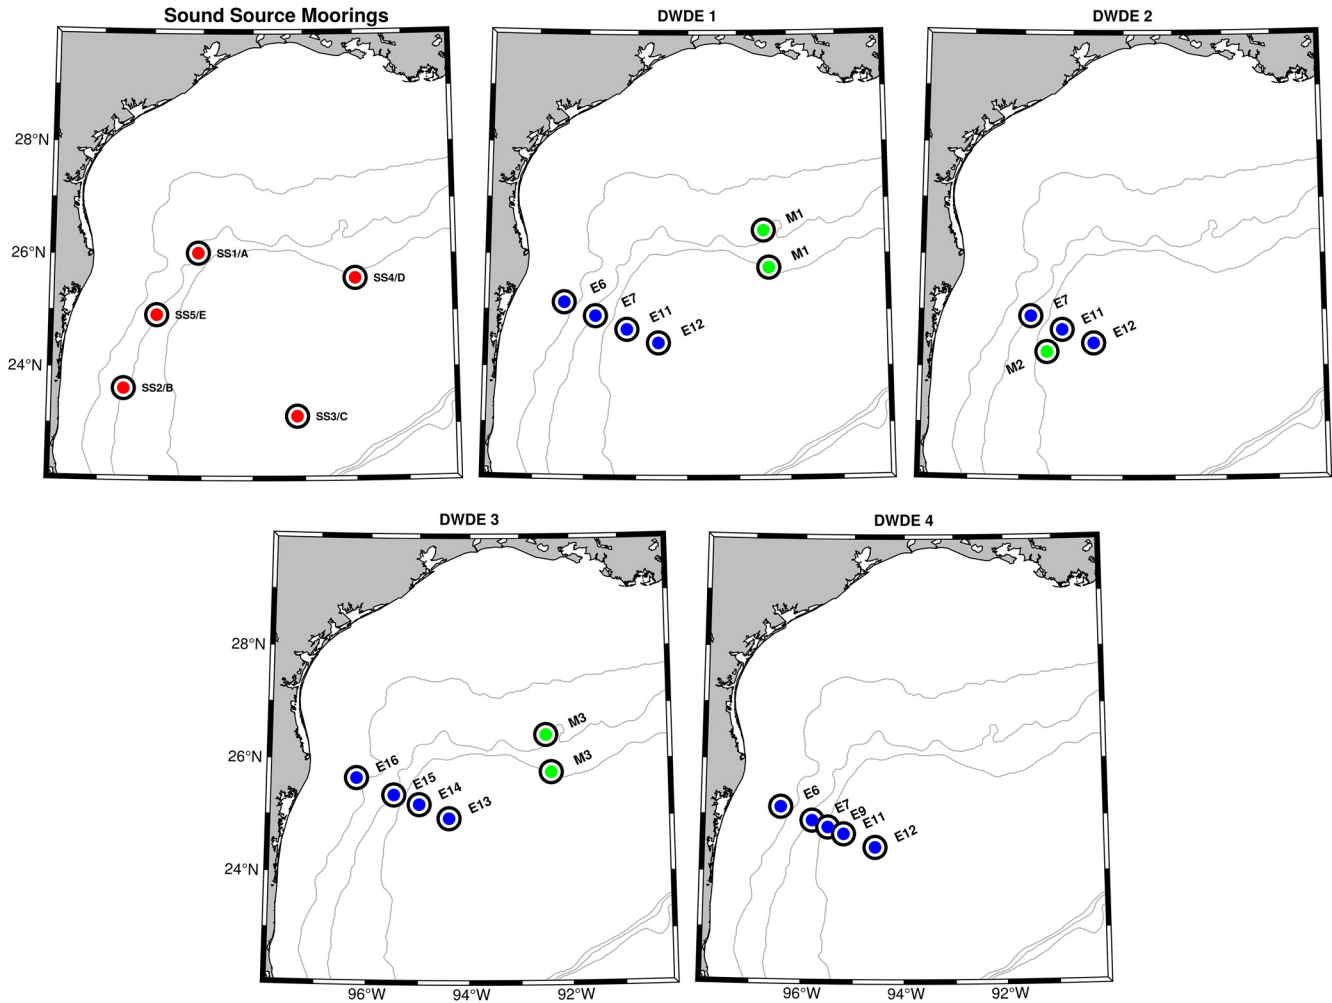 Sound Source Moorings
DWDE 1
DWDE 2
28°N
26°N
24°N
SS1/A
SS4/D
SS5/E
SS2/B
SS3/C
M1
M1
E6
E7
E11
E12
E7
E11
E12
M2
DWDE 3
DWDE 4
28°N
26°N
24°N
M3
M3
E16
E15
E14
E13
E6
E7
E9
E11
E12
96°W
94°W
92°W
96°W
94°W
92°W